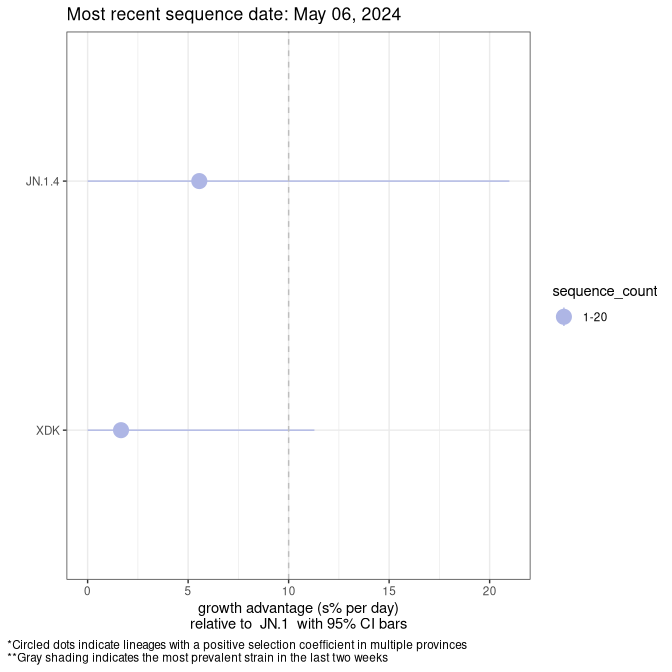 Most recent sequence date: May 06, 2024
JN.1.4
XDK
sequence_count
1-20
0 5 10 15 20
growth advantage (s% per day)
relative to  JN.1  with 95% CI bars
*Circled dots indicate lineages with a positive selection coefficient in multiple provinces
**Gray shading indicates the most prevalent strain in the last two weeks